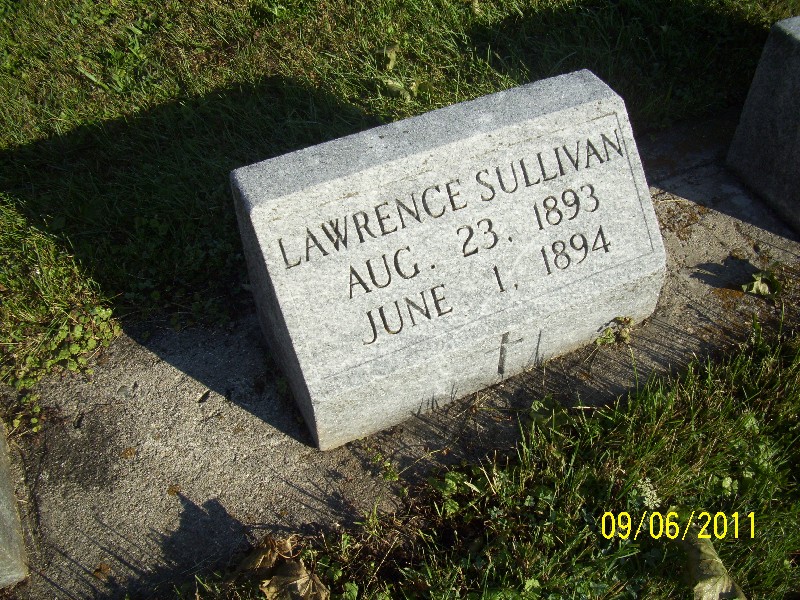 LAWRENCE SULLIVAN
AUG. 23. 1893
JUNE 1, 1894
09/06/2011